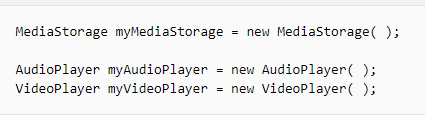 MediaStorage myMediaStorage = new MediaStorage( );
AudioPlayer myAudioPlayer = new AudioPlayer( );
VideoPlayer myVideoPlayer = new VideoPlayer( );